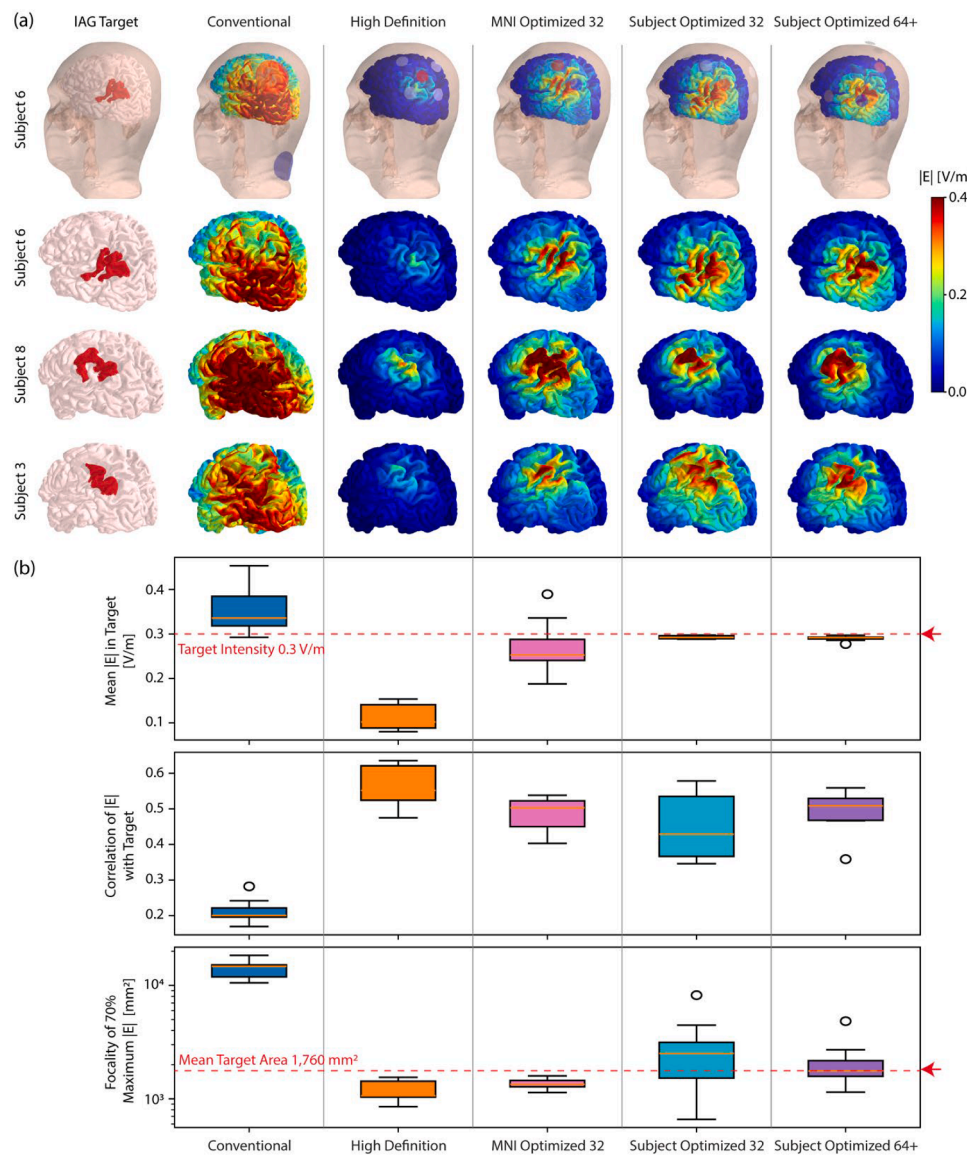 (a)
IAG Target
Conventional
High Definition
MNI Optimized 32
Subject Optimized 32
Subject Optimized 64+
Subject 6
|E| [V/m]
0.4
0.2
0.0
Subject 6
Subject 8
Subject 3
(b)
Mean |E| in Target
[V/m]
0.4
0.3
0.2
0.1
Target Intensity 0.3 V/m
Correlation of |E|
with Target
0.6
0.5
0.4
0.3
0.2
Focality of 70%
Maximum |E| [mm²]
10⁴
10³
Mean Target Area 1,760 mm²
Conventional
High Definition
MNI Optimized 32
Subject Optimized 32
Subject Optimized 64+